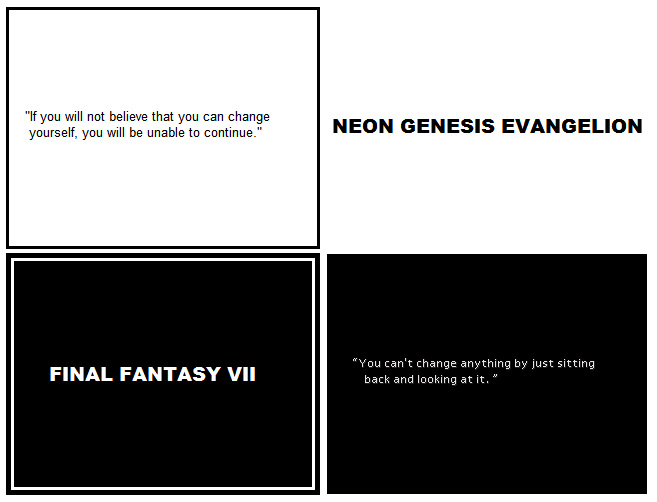 "If you will not believe that you can change
yourself, you will be unable to continue."
NEON GENESIS EVANGELION
FINAL FANTASY VII
“You can't change anything by just sitting
back and looking at it. ”